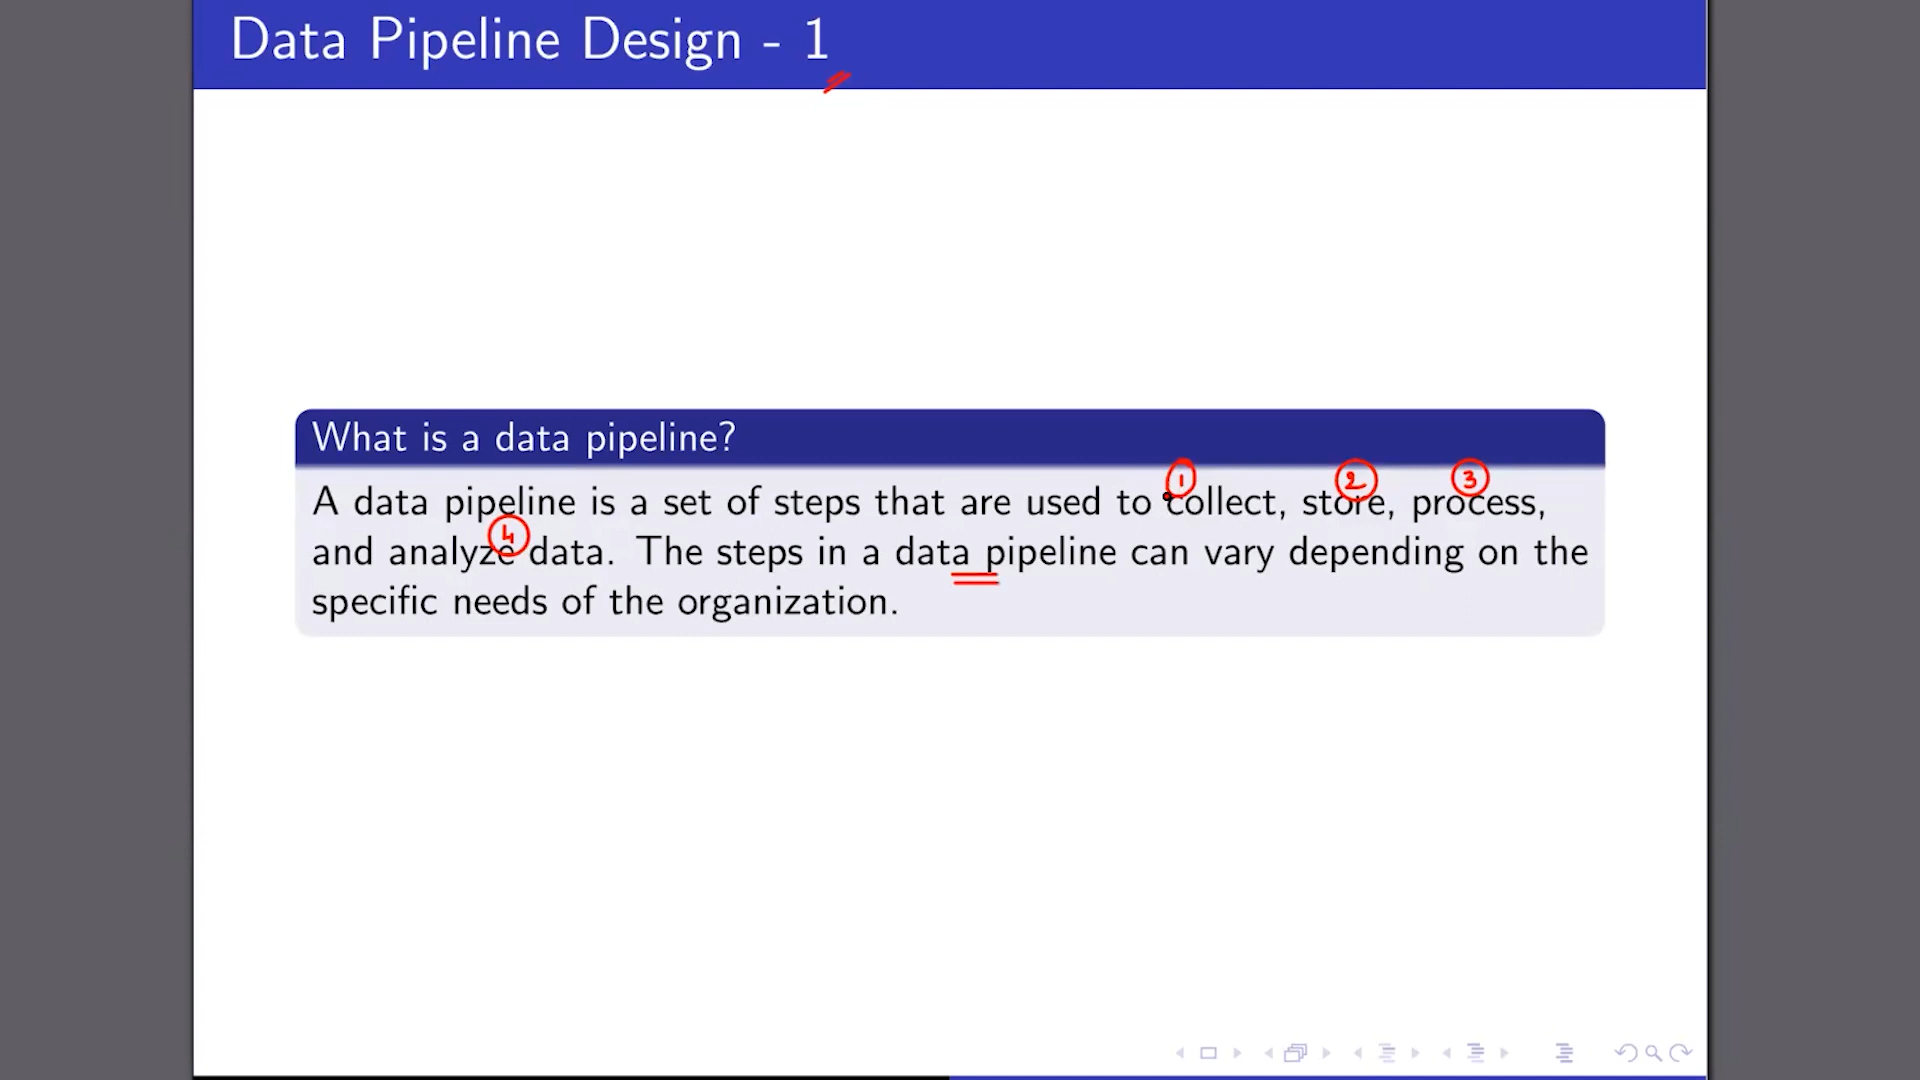 Data Pipeline Design - 1
What is a data pipeline?
1 2 3
A data pipeline is a set of steps that are used to collect, store, process,
4
and analyze data. The steps in a data pipeline can vary depending on the
specific needs of the organization.